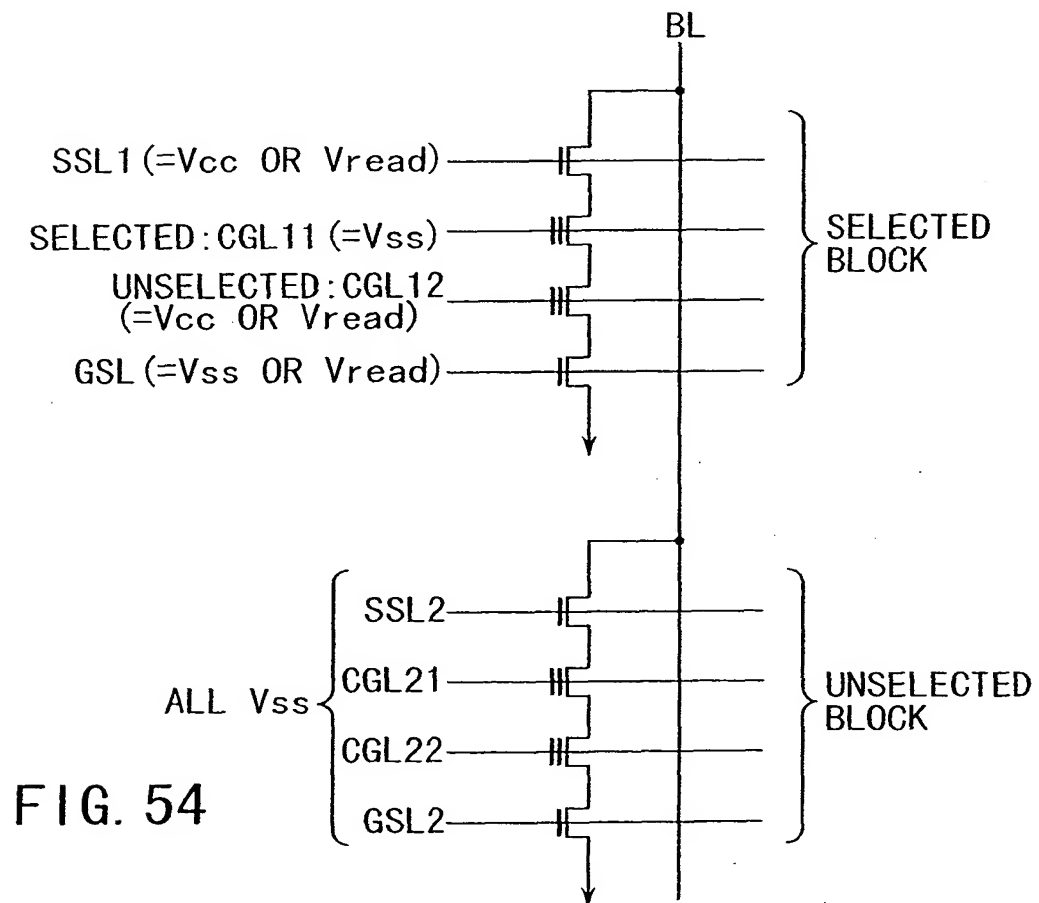 BL
SSL1(=Vcc OR Vread)
SELECTED:CGL11(=Vss)
UNSELECTED:CGL12
(=Vcc OR Vread)
GSL(=Vss OR Vread)
SELECTED
BLOCK
ALL Vss
SSL2
CGL21
CGL22
GSL2
UNSELECTED
BLOCK
FIG. 54